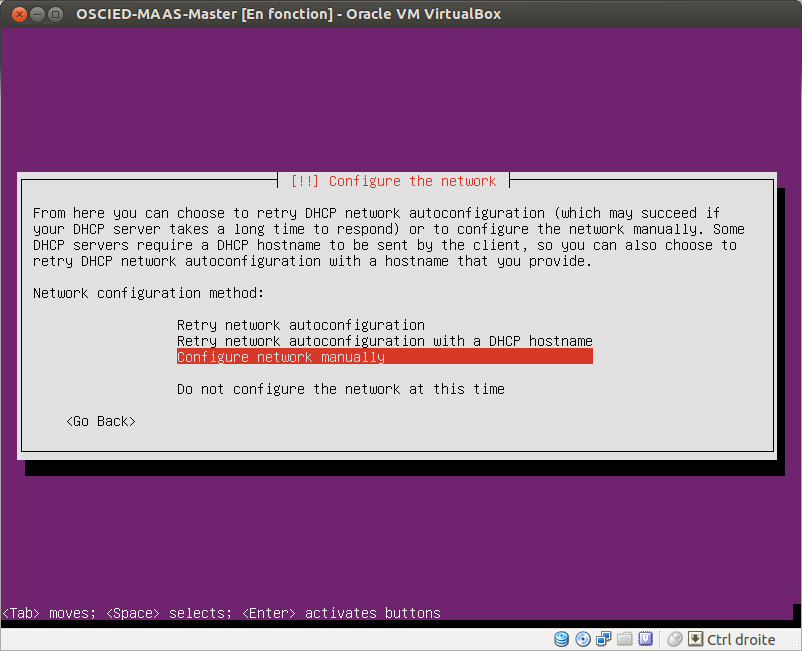 OSCIED-MAAS-Master [En fonction] - Oracle VM VirtualBox
[!!] Configure the network
From here you can choose to retry DHCP network autoconfiguration (which may succeed if
your DHCP server takes a long time to respond) or to configure the network manually. Some
DHCP servers require a DHCP hostname to be sent by the client, so you can also choose to
retry DHCP network autoconfiguration with a hostname that you provide.
Network configuration method:
Retry network autoconfiguration
Retry network autoconfiguration with a DHCP hostname
Configure network manually
Do not configure the network at this time
<Go Back>
<Tab> moves; <Space> selects; <Enter> activates buttons
Ctrl droite